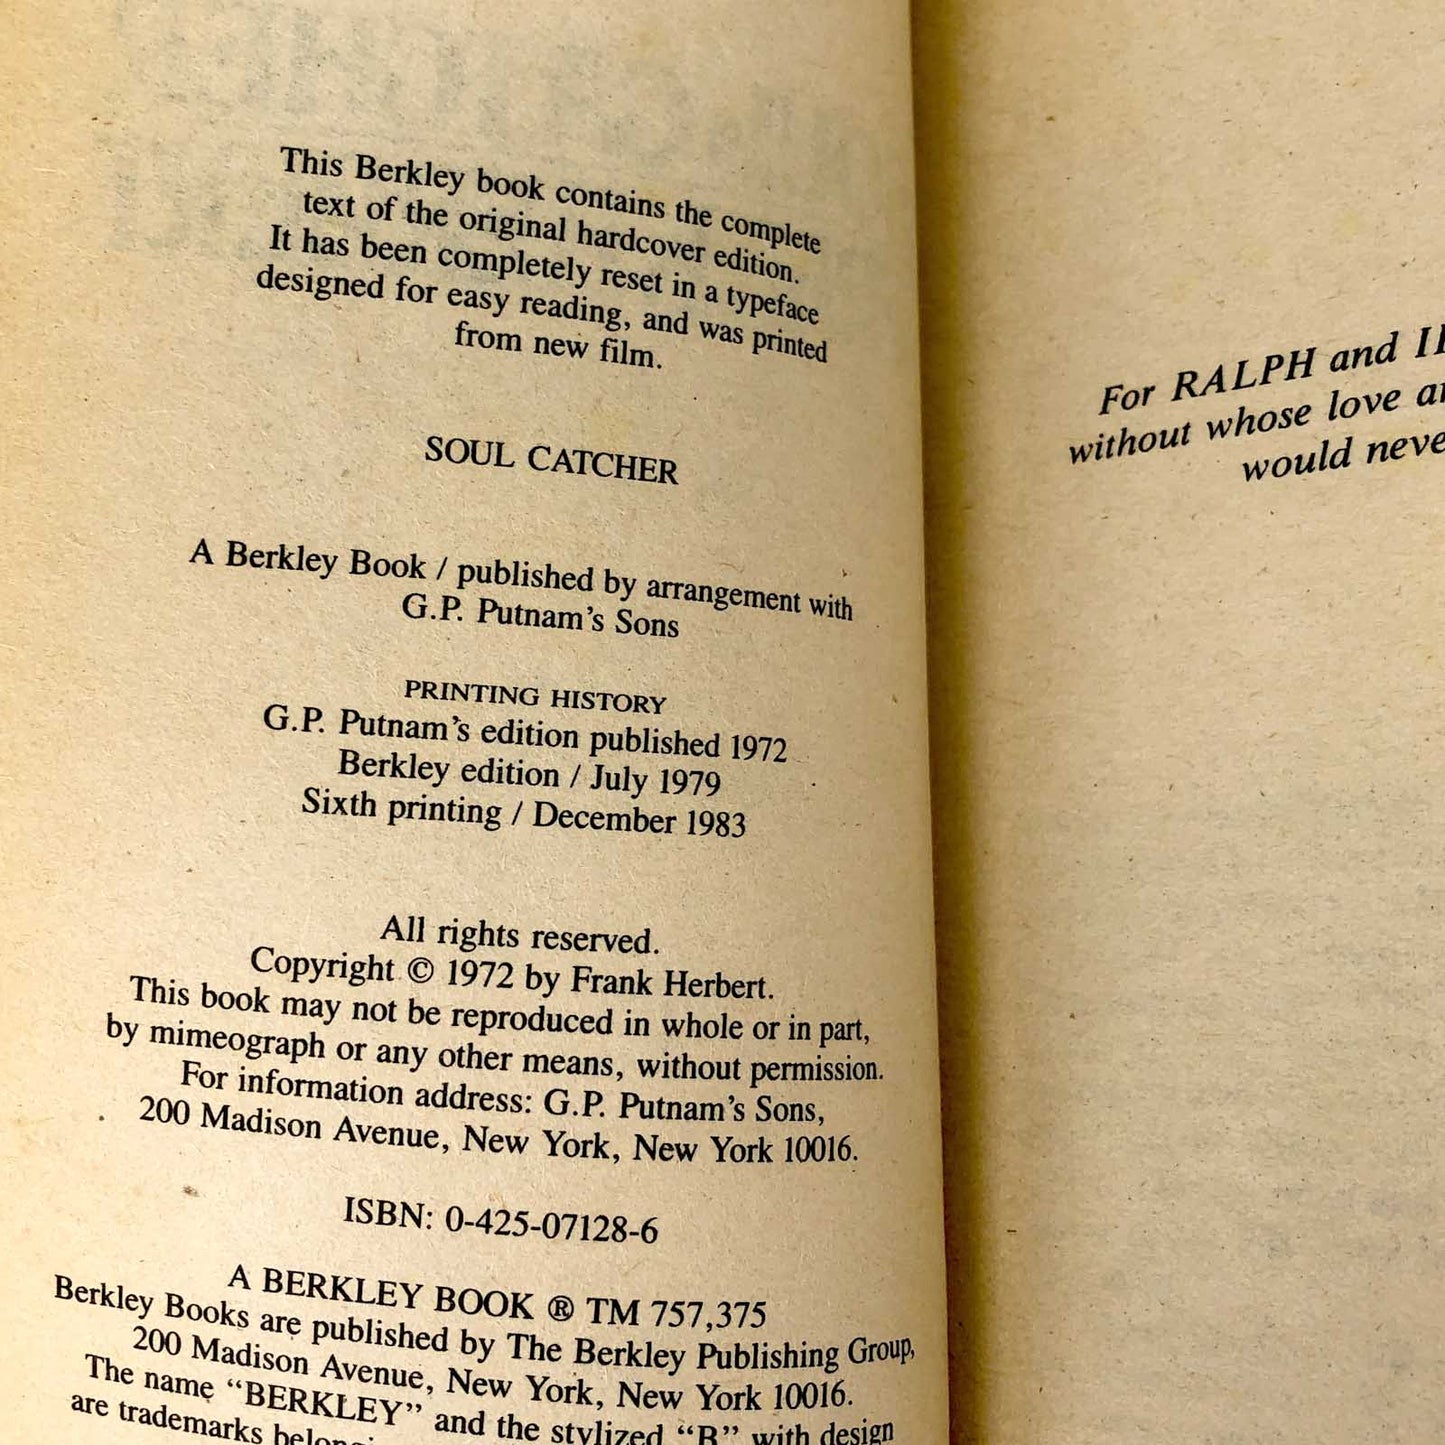 This Berkley book contains the complete
text of the original hardcover edition.
It has been completely reset in a typeface
designed for easy reading, and was printed
from new film.
SOUL CATCHER
A Berkley Book / published by arrangement with
G.P. Putnam's Sons
PRINTING HISTORY
G.P. Putnam's edition published 1972
Berkley edition / July 1979
Sixth printing / December 1983
All rights reserved.
Copyright © 1972 by Frank Herbert.
This book may not be reproduced in whole or in part,
by mimeograph or any other means, without permission.
For information address: G.P. Putnam's Sons,
200 Madison Avenue, New York, New York 10016.
ISBN: 0-425-07128-6
A BERKLEY BOOK ® TM 757,375
Berkley Books are published by The Berkley Publishing Group,
200 Madison Avenue, New York, New York 10016.
The name "BERKLEY" and the stylized "B" with design
are trademarks
For RALPH and
without whose love
would